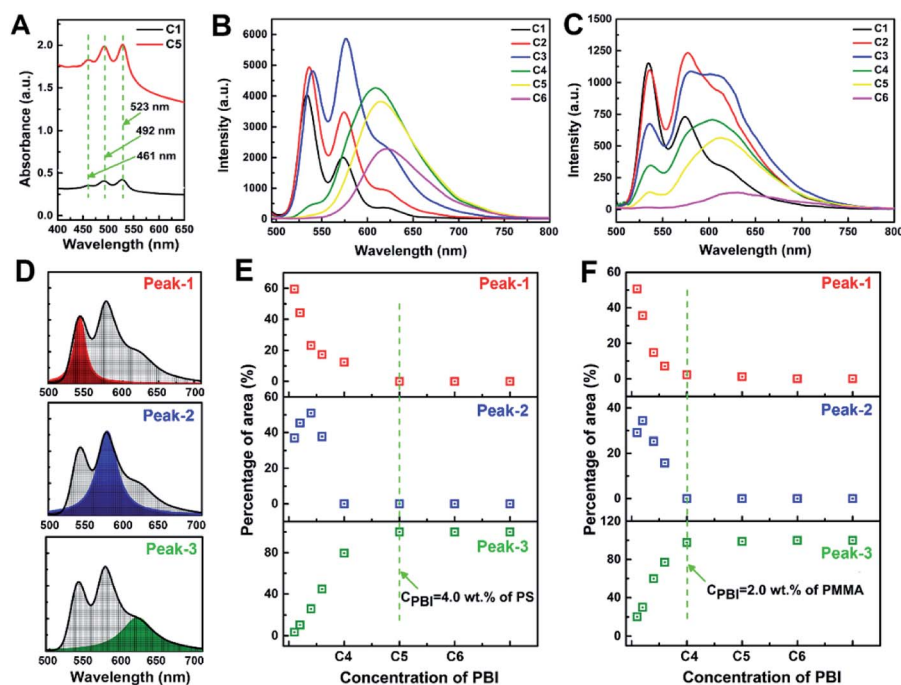 A
C1
C5
2.0
1.5
1.0
0.5
0.0
523 nm
492 nm
461 nm
Absorbance (a.u.)
400 450 500 550 600 650
Wavelength (nm)
B
C1
C2
C3
C4
C5
C6
6000
5000
4000
3000
2000
1000
0
Intensity (a.u.)
500 550 600 650 700 750 800
Wavelength (nm)
C
C1
C2
C3
C4
C5
C6
1500
1250
1000
750
500
250
0
Intensity (a.u.)
500 550 600 650 700 750 800
Wavelength (nm)
D
Peak-1
500 550 600 650 700
Peak-2
500 550 600 650 700
Peak-3
500 550 600 650 700
Wavelength (nm)
E
Peak-1
60
40
20
0
Peak-2
60
40
20
0
Peak-3
80
40
0
CPBI=4.0 wt.% of PS
Percentage of area (%)
C4 C5 C6
Concentration of PBI
F
Peak-1
60
40
20
0
Peak-2
40
20
0
Peak-3
120
80
40
0
CPBI=2.0 wt.% of PMMA
Percentage of area (%)
C4 C5 C6
Concentration of PBI